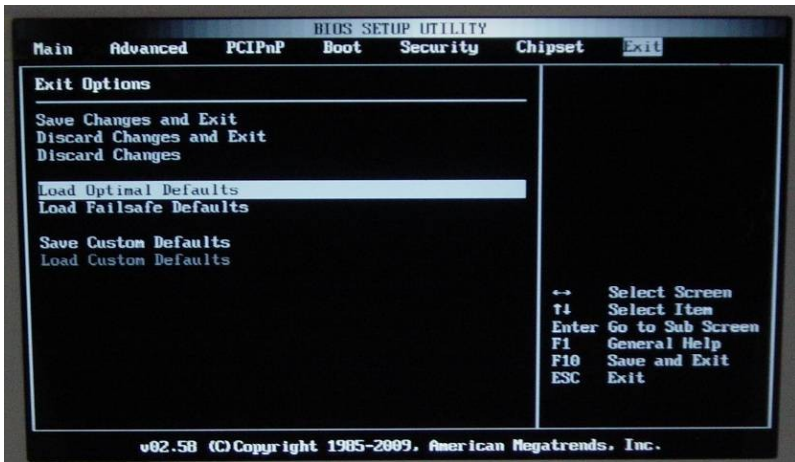 BIOS SETUP UTILITY
Main Advanced PCIPnP Boot Security Chipset Exit
Exit Options
Save Changes and Exit
Discard Changes and Exit
Discard Changes
Load Optimal Defaults
Load Failsafe Defaults
Save Custom Defaults
Load Custom Defaults
↔ Select Screen
↑↓ Select Item
Enter Go to Sub Screen
F1 General Help
F10 Save and Exit
ESC Exit
v02.58 (C)Copyright 1985-2009, American Megatrends, Inc.